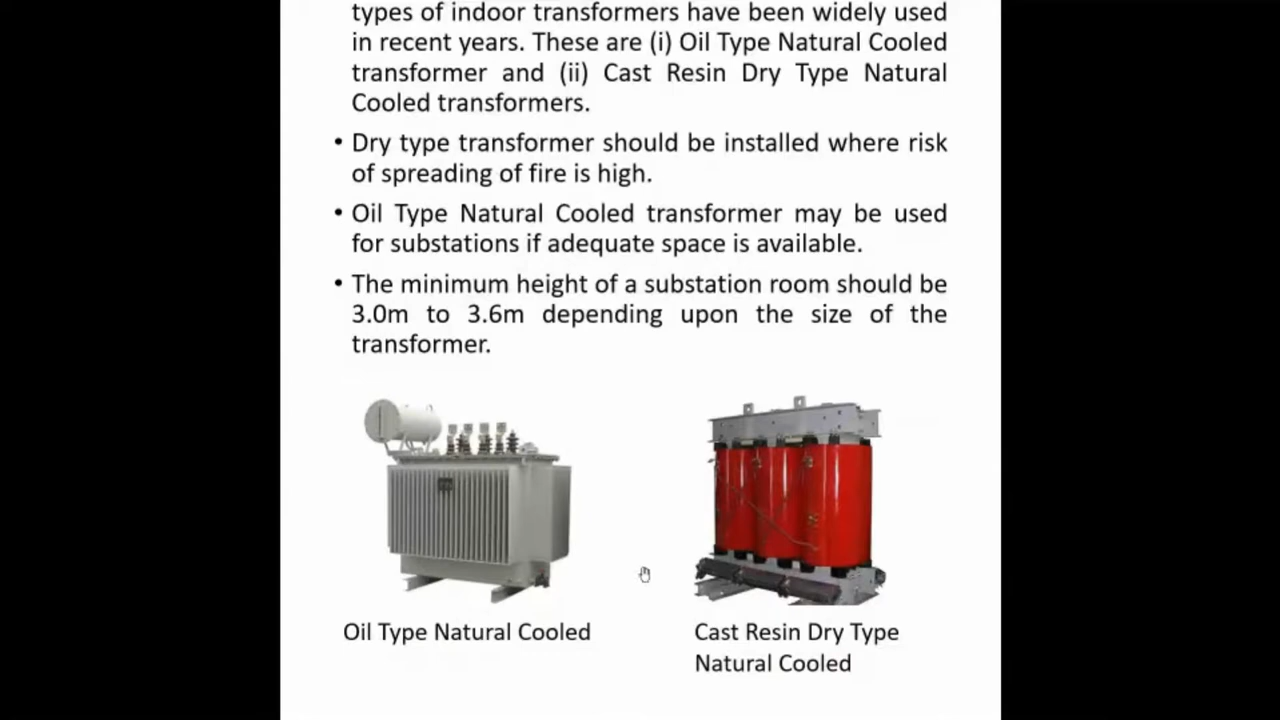 types of indoor transformers have been widely used
in recent years. These are (i) Oil Type Natural Cooled
transformer and (ii) Cast Resin Dry Type Natural
Cooled transformers.
• Dry type transformer should be installed where risk
of spreading of fire is high.
• Oil Type Natural Cooled transformer may be used
for substations if adequate space is available.
• The minimum height of a substation room should be
3.0m to 3.6m depending upon the size of the
transformer.
Oil Type Natural Cooled
Cast Resin Dry Type
Natural Cooled